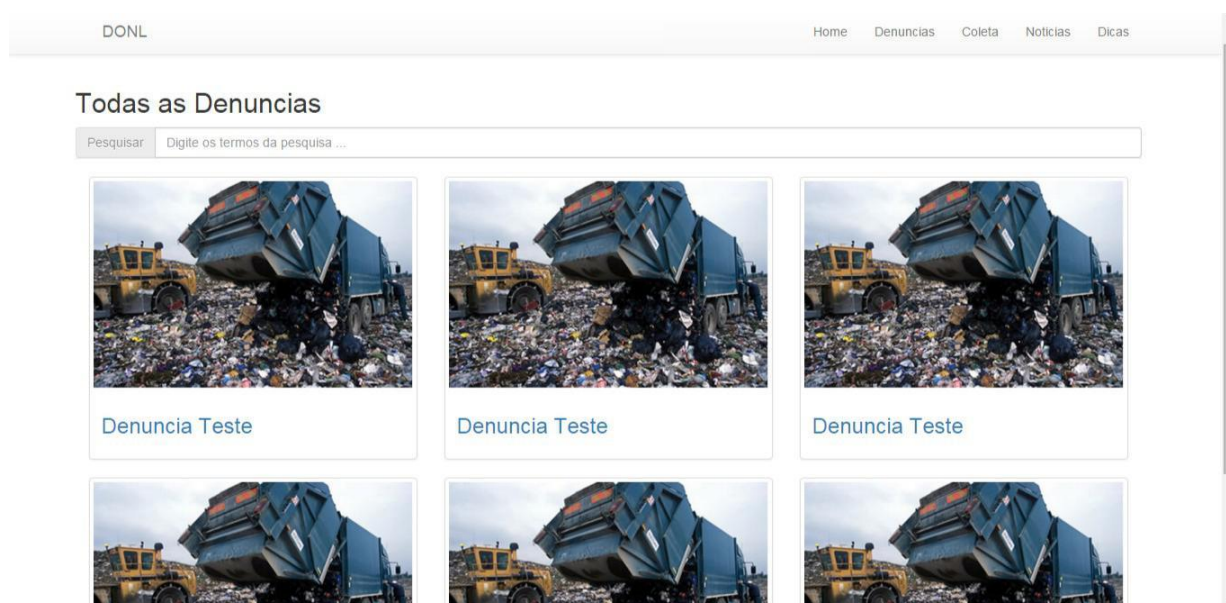 DONL Home Denuncias Coleta Noticias Dicas
Todas as Denuncias
Pesquisar Digite os termos da pesquisa ...
Denuncia Teste Denuncia Teste Denuncia Teste